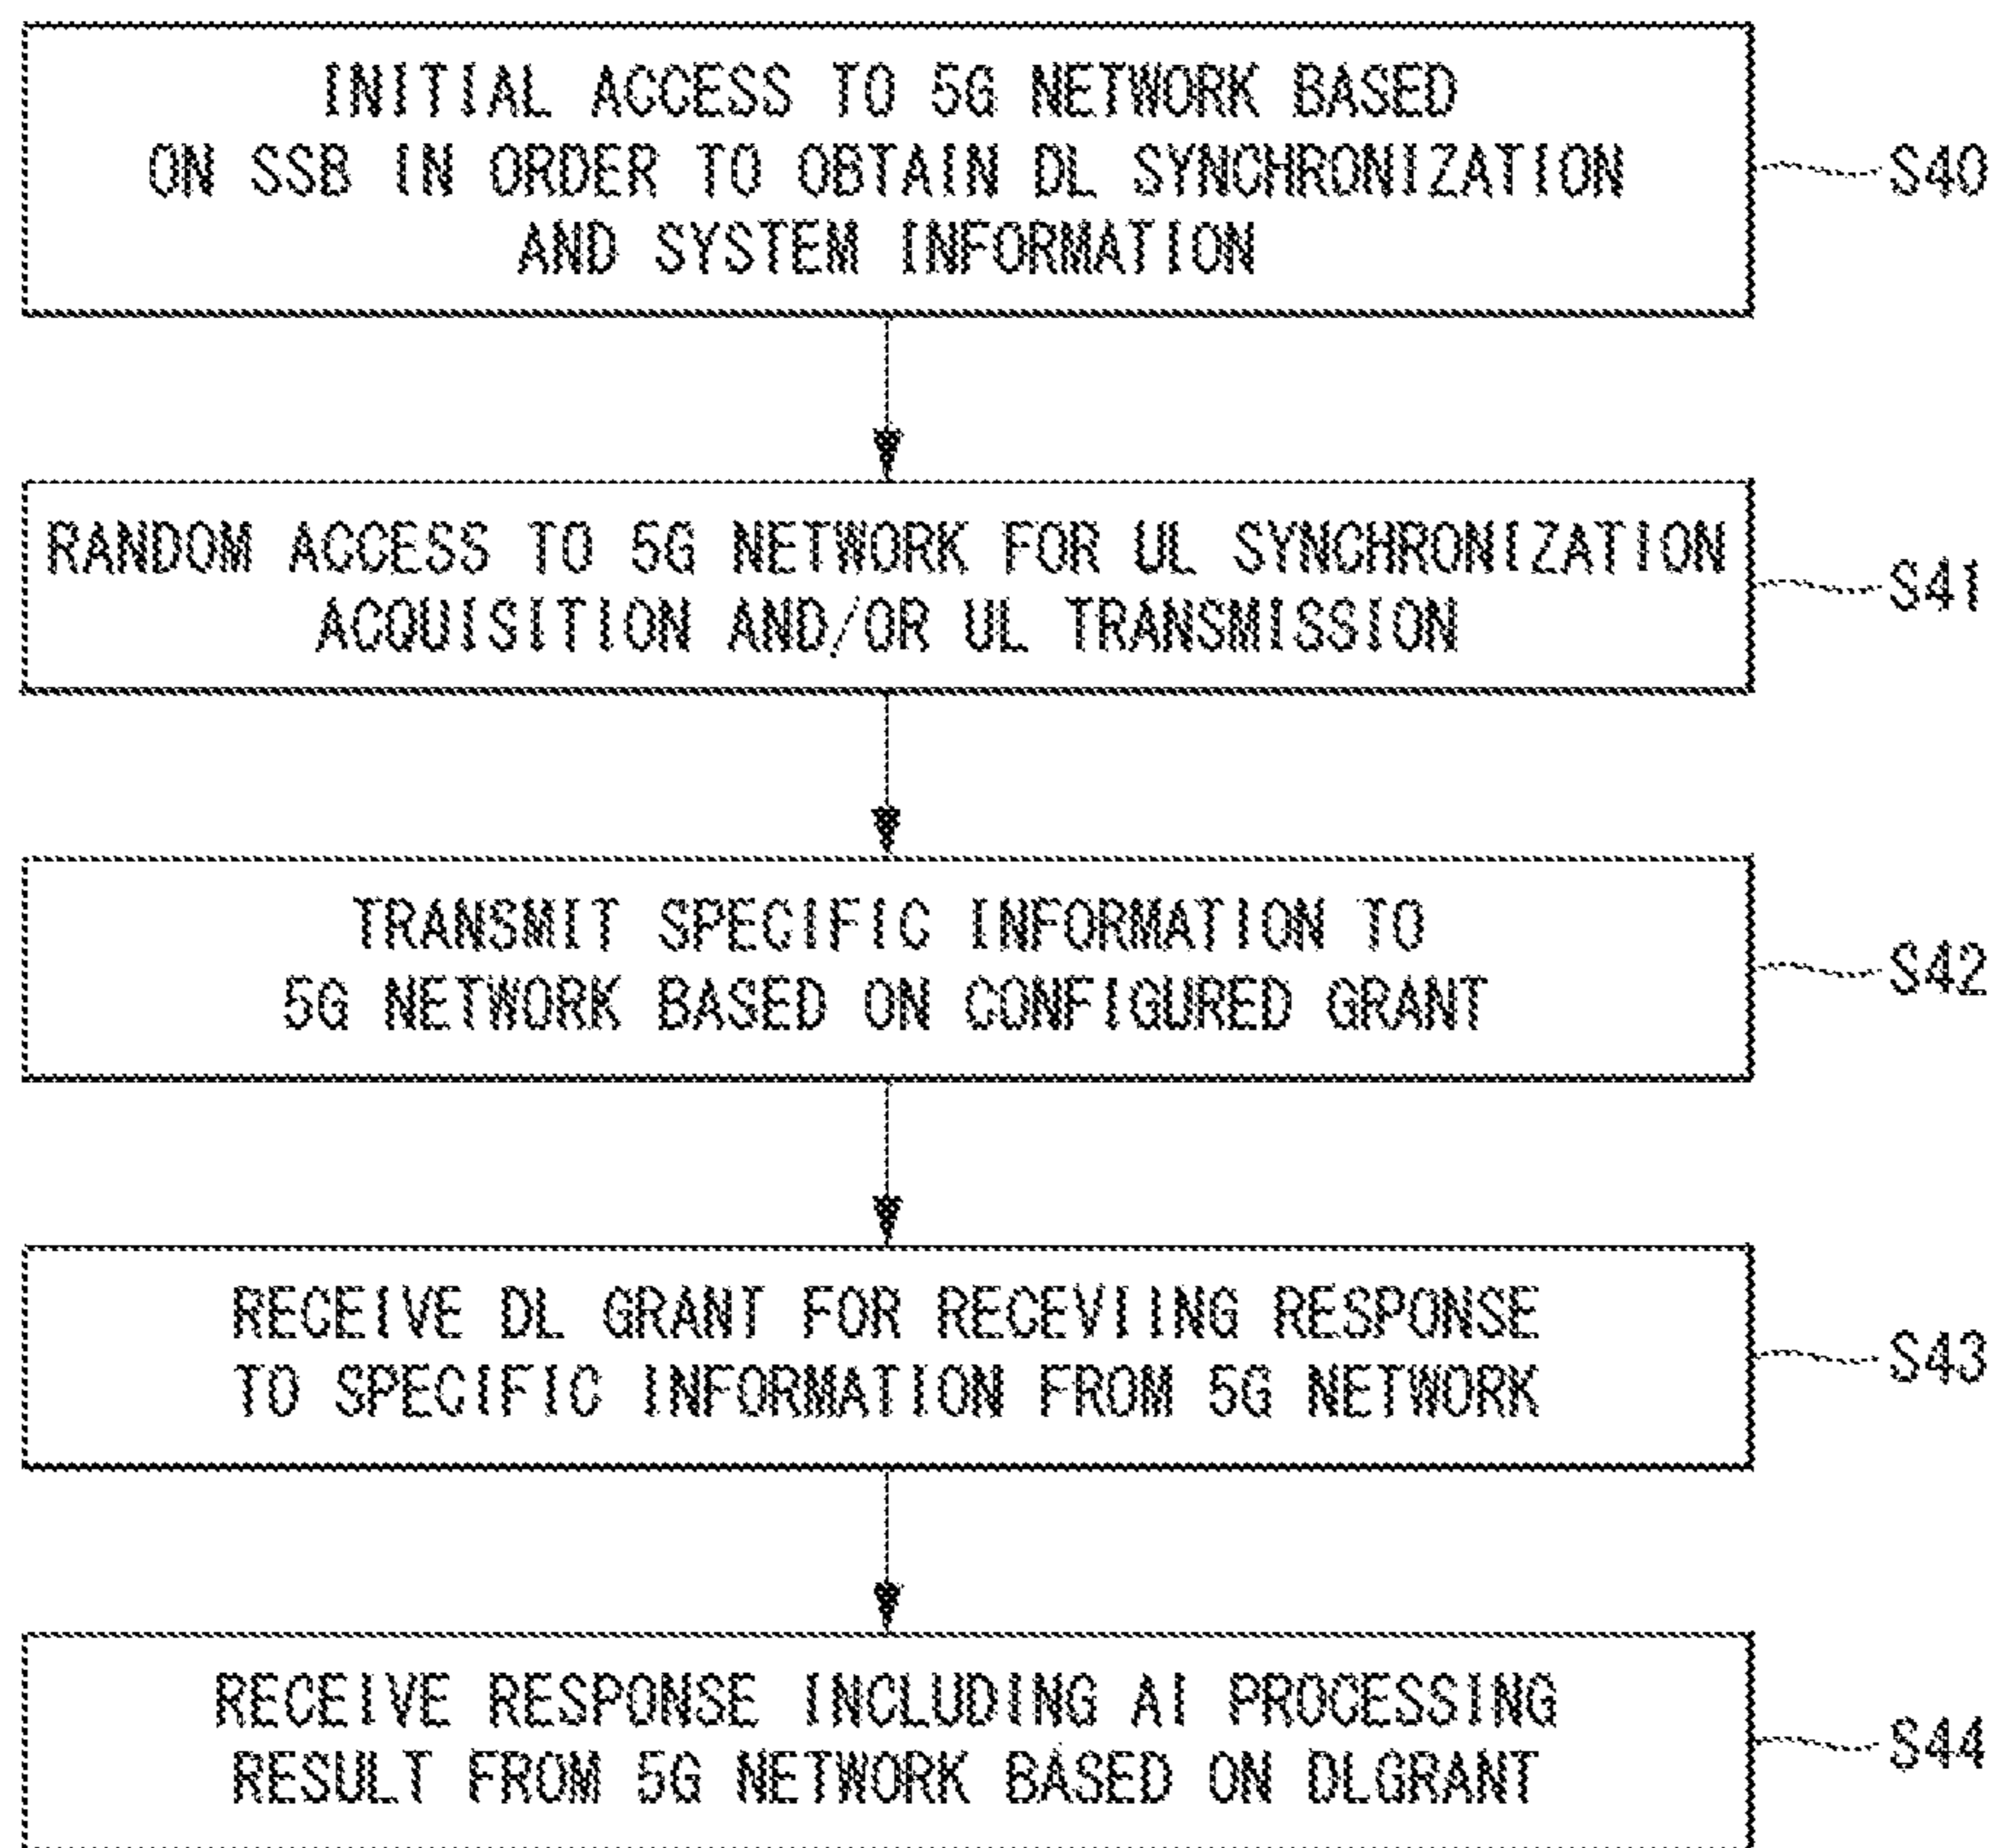 INITIAL ACCESS TO 5G NETWORK BASED
ON SSB IN ORDER TO OBTAIN DL SYNCHRONIZATION
AND SYSTEM INFORMATION
S40
RANDOM ACCESS TO 5G NETWORK FOR UL SYNCHRONIZATION
ACQUISITION AND/OR UL TRANSMISSION
S41
TRANSMIT SPECIFIC INFORMATION TO
5G NETWORK BASED ON CONFIGURED GRANT
S42
RECEIVE DL GRANT FOR RECEVIING RESPONSE
TO SPECIFIC INFORMATION FROM 5G NETWORK
S43
RECEIVE RESPONSE INCLUDING AI PROCESSING
RESULT FROM 5G NETWORK BASED ON DLGRANT
S44